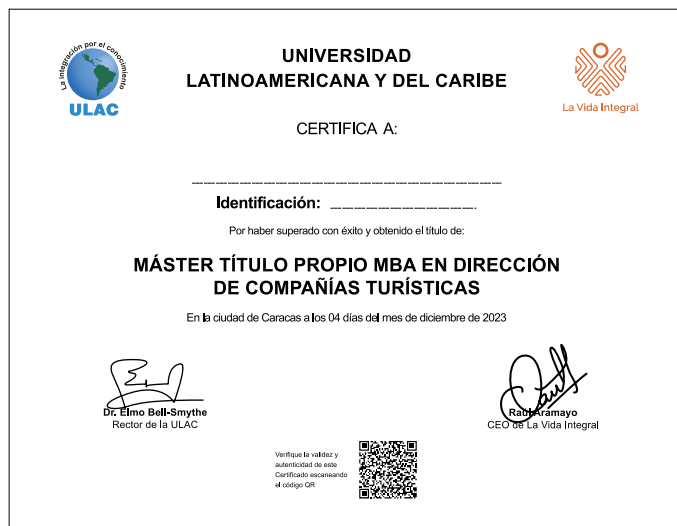 La integración por el conocimiento
ULAC
UNIVERSIDAD
LATINOAMERICANA Y DEL CARIBE
La Vida Integral
CERTIFICA A:
Identificación:
Por haber superado con éxito y obtenido el título de:
MÁSTER TÍTULO PROPIO MBA EN DIRECCIÓN
DE COMPAÑÍAS TURÍSTICAS
En la ciudad de Caracas a los 04 días del mes de diciembre de 2023
Dr. Elmo Bell-Smythe
Rector de la ULAC
Raúl Aramayo
CEO de La Vida Integral
Verifique la validez y
autenticidad de este
Certificado escaneando
el código QR